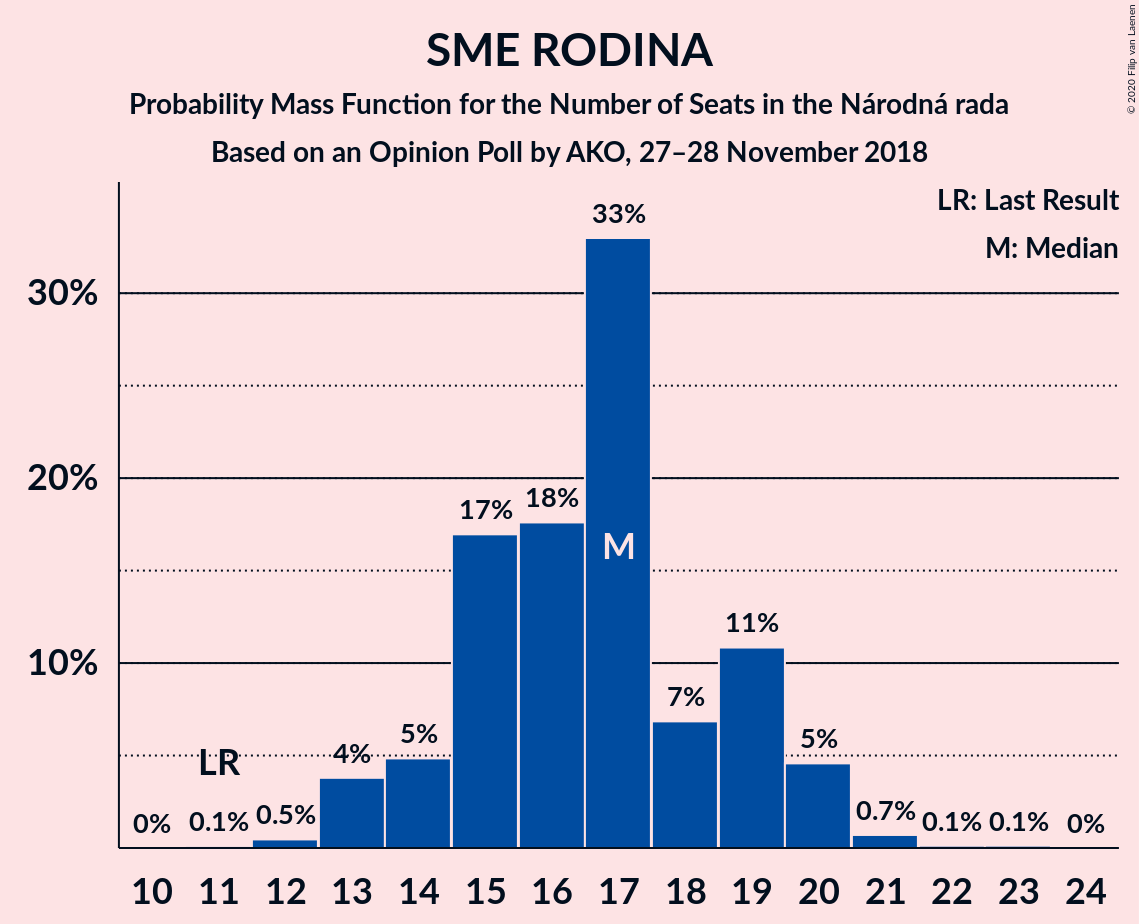 SME RODINA
Probability Mass Function for the Number of Seats in the Národná rada
Based on an Opinion Poll by AKO, 27–28 November 2018
© 2020 Filip van Laenen
LR: Last Result
M: Median
30%
20%
10%
0%
0.1%
0.5%
4%
5%
17%
18%
33%
7%
11%
5%
0.7%
0.1%
0.1%
0%
LR
M
10 11 12 13 14 15 16 17 18 19 20 21 22 23 24